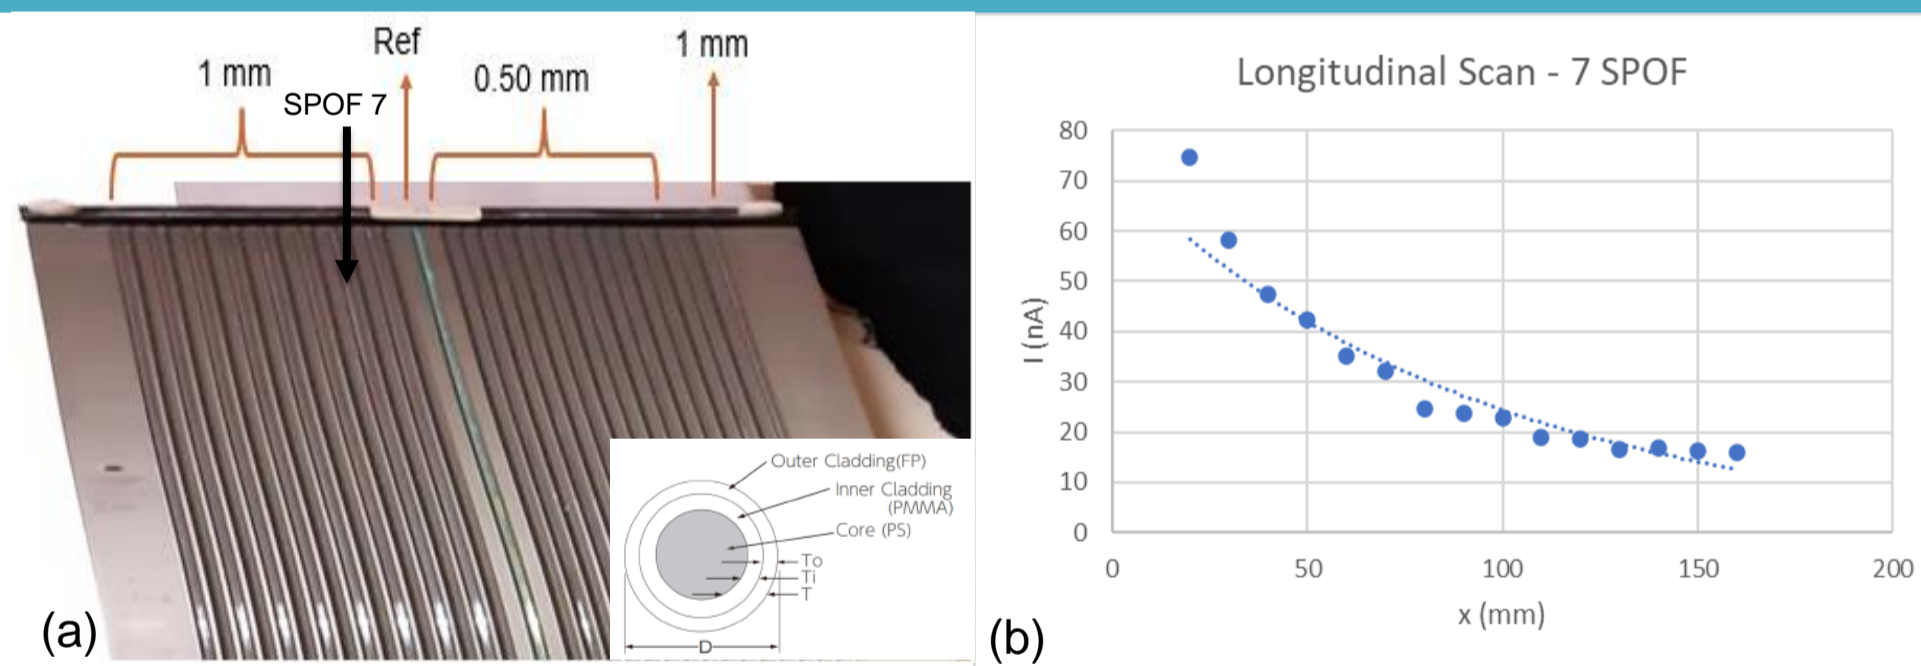 Ref
1 mm
1 mm
0.50 mm
SPOF 7
Outer Cladding(FP)
Inner Cladding
(PMMA)
Core (PS)
To
Ti
T
D
(a)
Longitudinal Scan - 7 SPOF
80
70
60
50
40
30
20
10
0
I (nA)
0 50 100 150 200
x (mm)
(b)